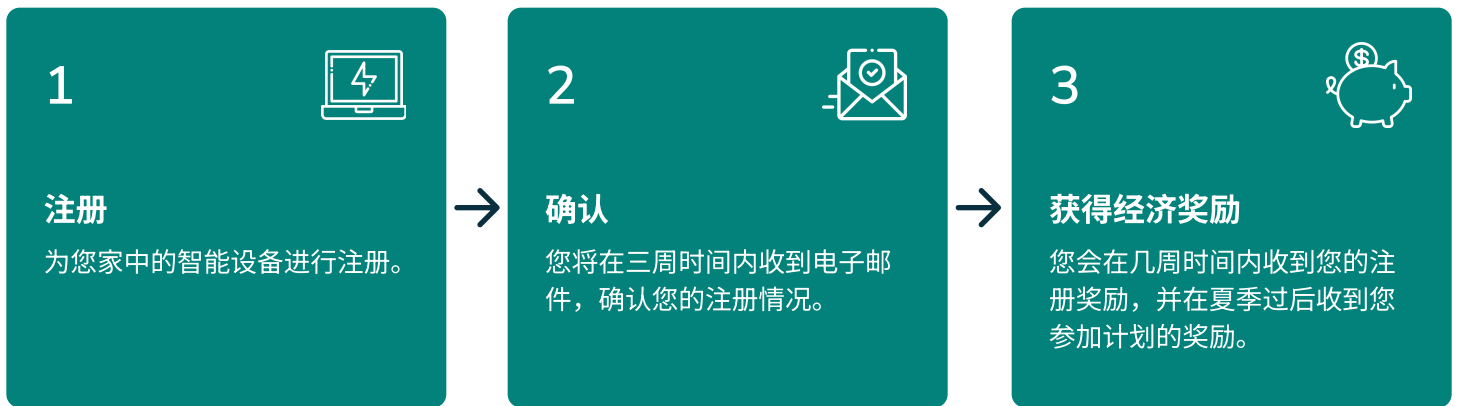 1
注册
为您家中的智能设备进行注册。
2
确认
您将在三周时间内收到电子邮
件，确认您的注册情况。
3
获得经济奖励
您会在几周时间内收到您的注
册奖励，并在夏季过后收到您
参加计划的奖励。